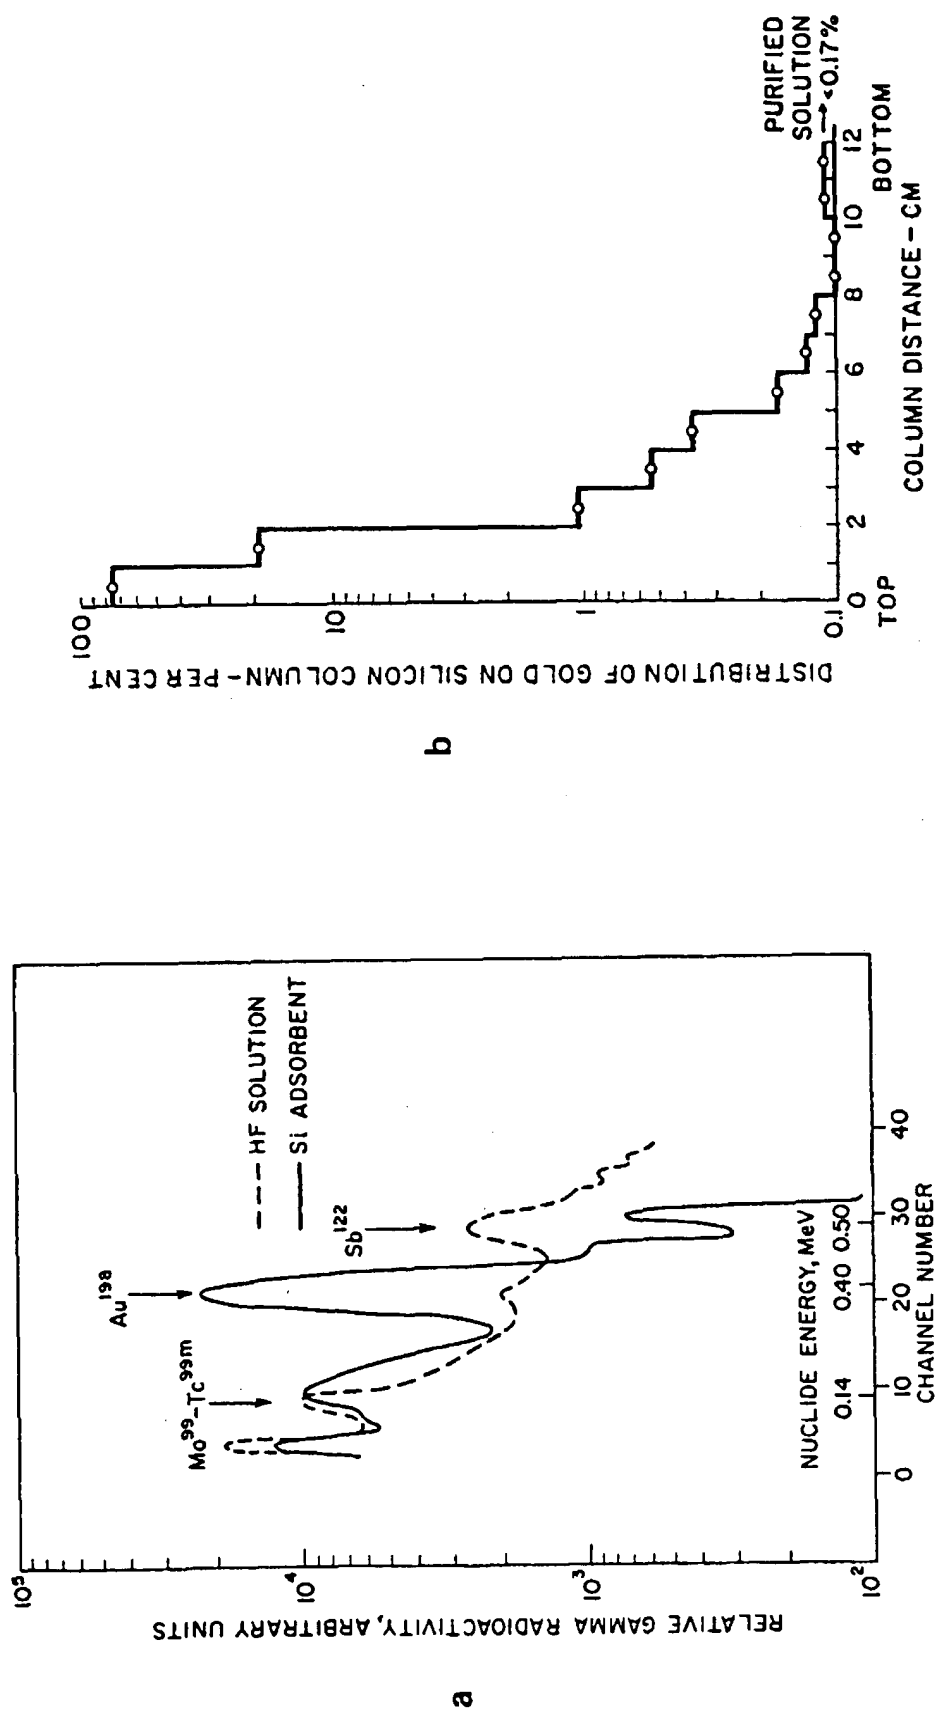 a
RELATIVE GAMMA RADIOACTIVITY, ARBITRARY UNITS
10⁵
10⁴
10³
10²
Mo⁹⁹–Tc⁹⁹ᵐ
Au¹⁹⁸
Sb¹²²
--- HF SOLUTION
— Si ADSORBENT
NUCLIDE ENERGY, MeV
0.14 0.40 0.50
0 10 20 30 40
CHANNEL NUMBER
b
DISTRIBUTION OF GOLD ON SILICON COLUMN–PER CENT
100
10
1
0.1
PURIFIED
SOLUTION
→ <0.17%
0 2 4 6 8 10 12
TOP BOTTOM
COLUMN DISTANCE – CM